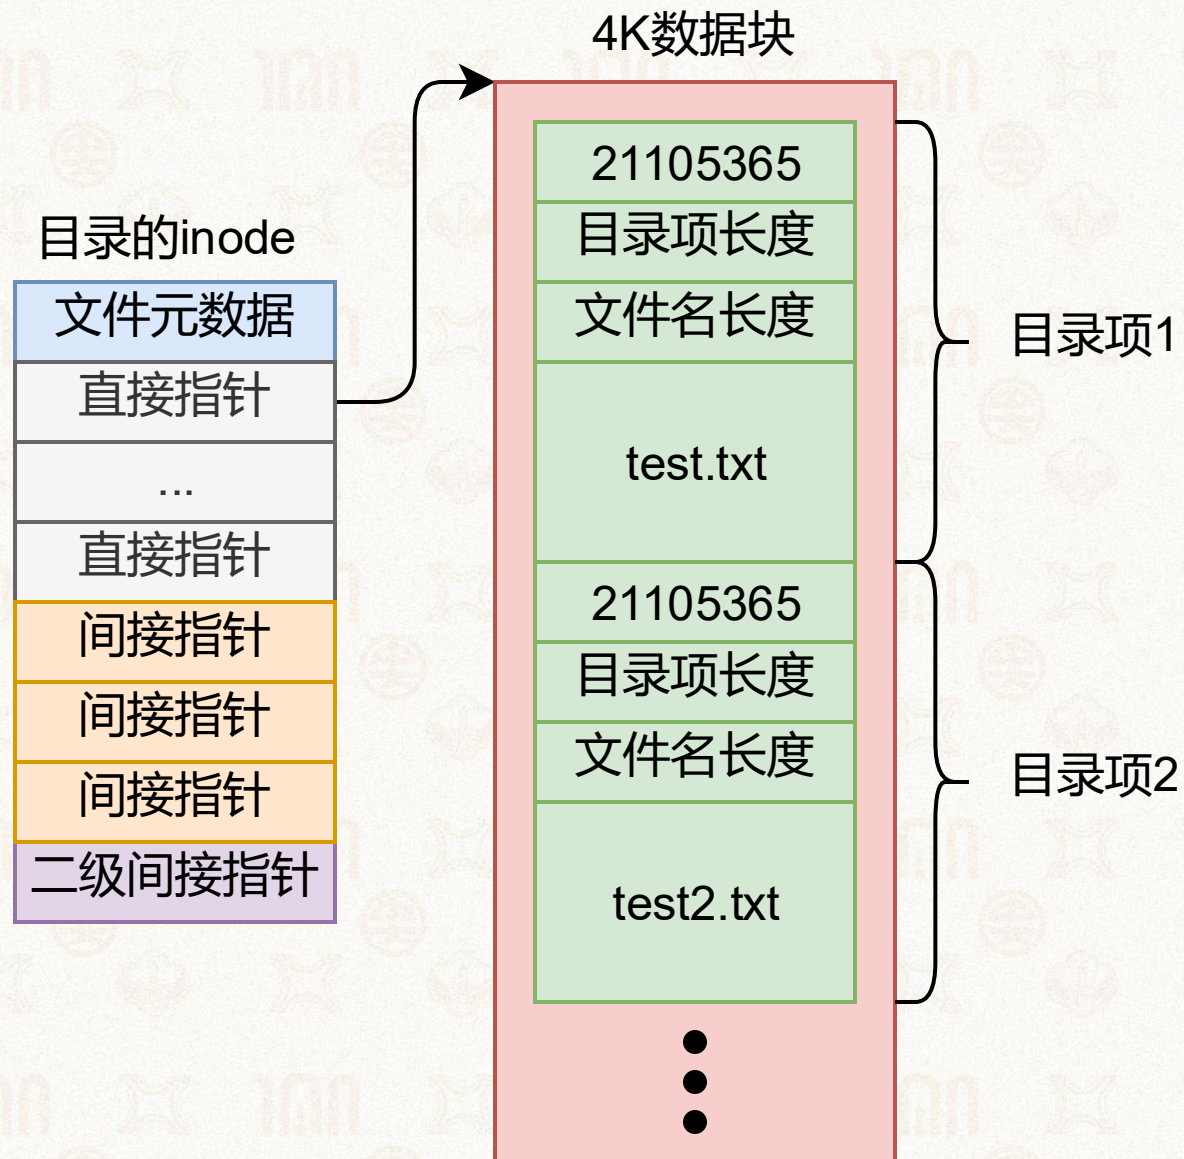 4K数据块
目录的inode
文件元数据
直接指针
...
直接指针
间接指针
间接指针
间接指针
二级间接指针
21105365
目录项长度
文件名长度
test.txt
21105365
目录项长度
文件名长度
test2.txt
目录项1
目录项2